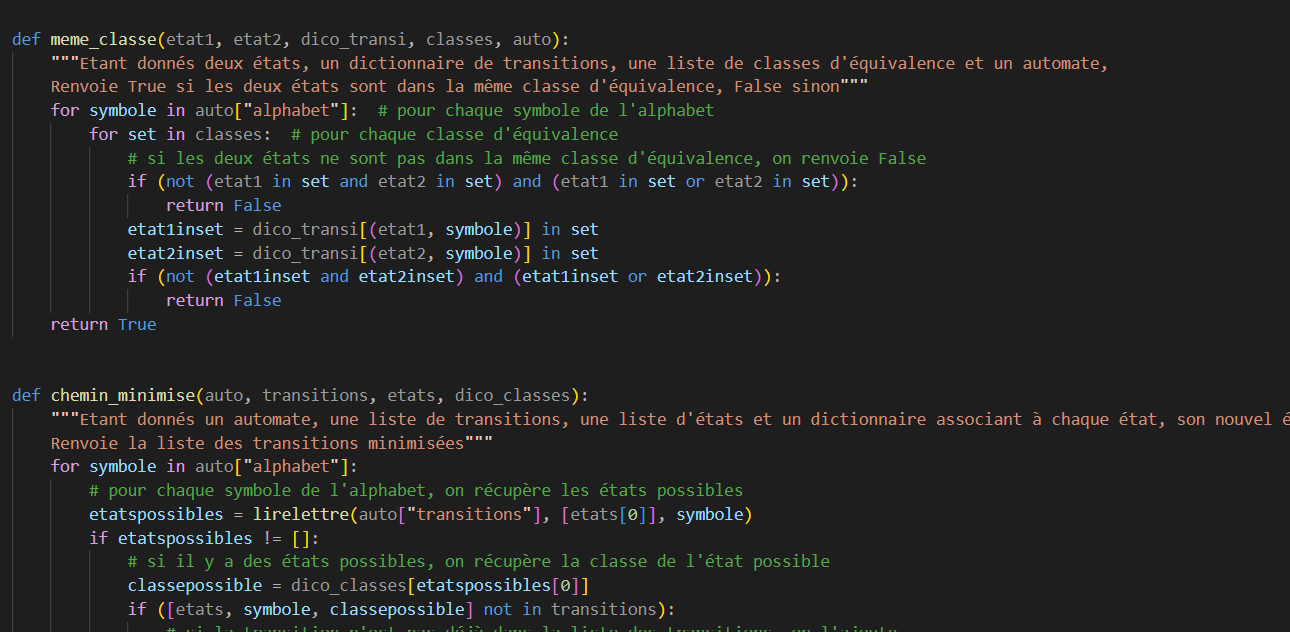 def meme_classe(etat1, etat2, dico_transi, classes, auto):
"""Etant donnés deux états, un dictionnaire de transitions, une liste de classes d'équivalence et un automate,
Renvoie True si les deux états sont dans la même classe d'équivalence, False sinon"""
for symbole in auto["alphabet"]:  # pour chaque symbole de l'alphabet
for set in classes:  # pour chaque classe d'équivalence
# si les deux états ne sont pas dans la même classe d'équivalence, on renvoie False
if (not (etat1 in set and etat2 in set) and (etat1 in set or etat2 in set)):
return False
etat1inset = dico_transi[(etat1, symbole)] in set
etat2inset = dico_transi[(etat2, symbole)] in set
if (not (etat1inset and etat2inset) and (etat1inset or etat2inset)):
return False
return True
def chemin_minimise(auto, transitions, etats, dico_classes):
"""Etant donnés un automate, une liste de transitions, une liste d'états et un dictionnaire associant à chaque état, son nouvel
Renvoie la liste des transitions minimisées"""
for symbole in auto["alphabet"]:
# pour chaque symbole de l'alphabet, on récupère les états possibles
etatspossibles = lirelettre(auto["transitions"], [etats[0]], symbole)
if etatspossibles != []:
# si il y a des états possibles, on récupère la classe de l'état possible
classepossible = dico_classes[etatspossibles[0]]
if ([etats, symbole, classepossible] not in transitions):